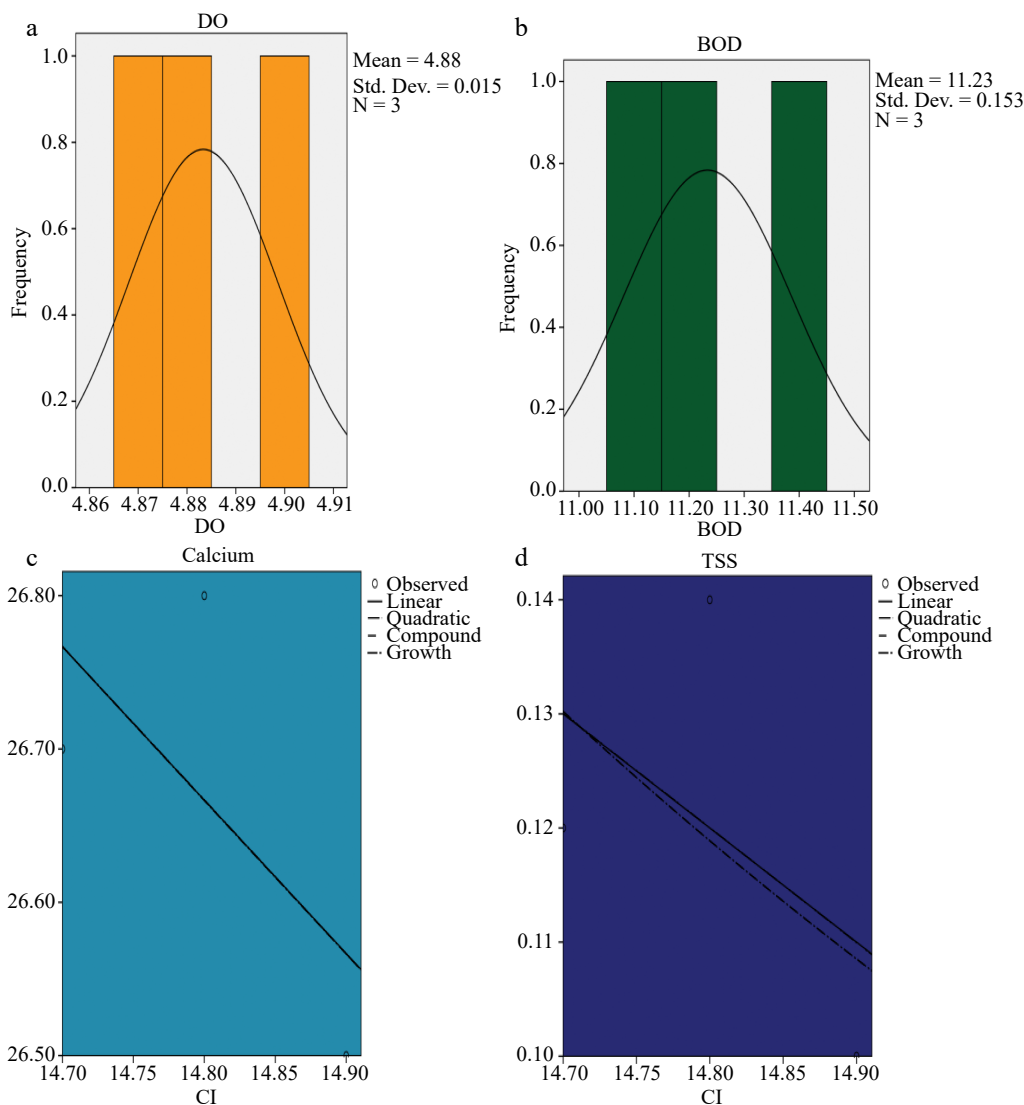 a
DO
1.0
0.8
0.6
0.4
0.2
0.0
Frequency
4.86 4.87 4.88 4.89 4.90 4.91
DO
Mean = 4.88
Std. Dev. = 0.015
N = 3
b
BOD
1.0
0.8
0.6
0.4
0.2
0.0
Frequency
11.00 11.10 11.20 11.30 11.40 11.50
BOD
Mean = 11.23
Std. Dev. = 0.153
N = 3
c
Calcium
26.80
26.70
26.60
26.50
14.70 14.75 14.80 14.85 14.90
CI
Observed
Linear
Quadratic
Compound
Growth
d
TSS
0.14
0.13
0.12
0.11
0.10
14.70 14.75 14.80 14.85 14.90
CI
Observed
Linear
Quadratic
Compound
Growth